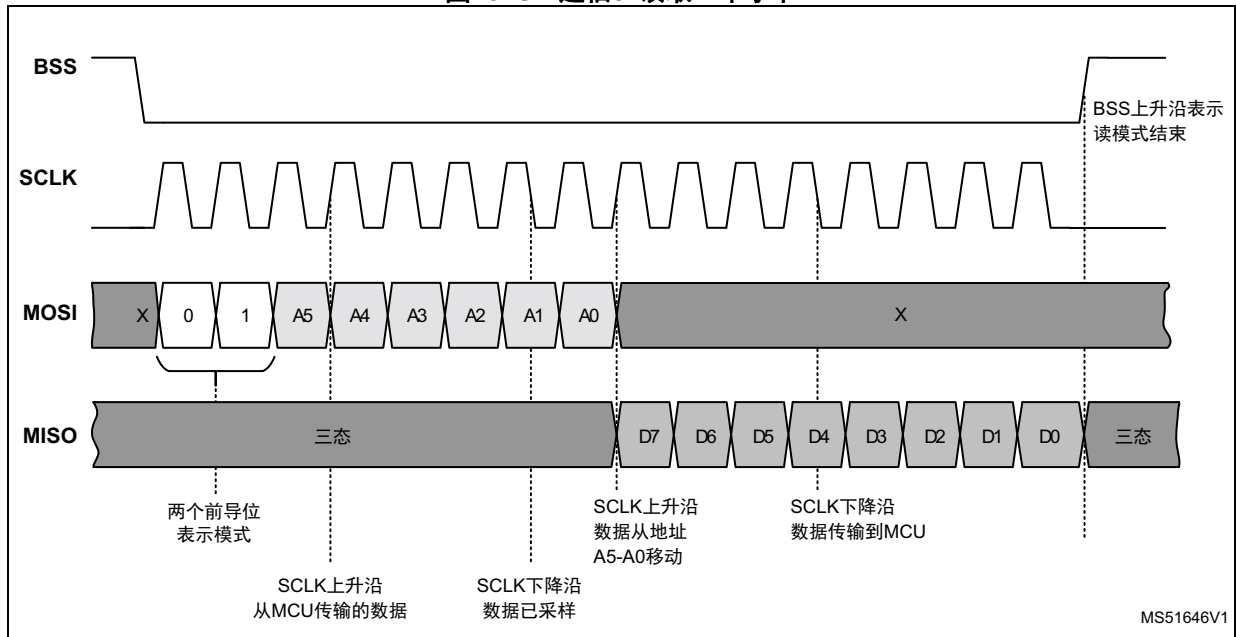 BSS
BSS上升沿表示
读模式结束
SCLK
MOSI
X
0
1
A5
A4
A3
A2
A1
A0
X
MISO
三态
D7
D6
D5
D4
D3
D2
D1
D0
三态
两个前导位
表示模式
SCLK上升沿
数据从地址
A5-A0移动
SCLK下降沿
数据传输到MCU
SCLK上升沿
从MCU传输的数据
SCLK下降沿
数据已采样
MS51646V1